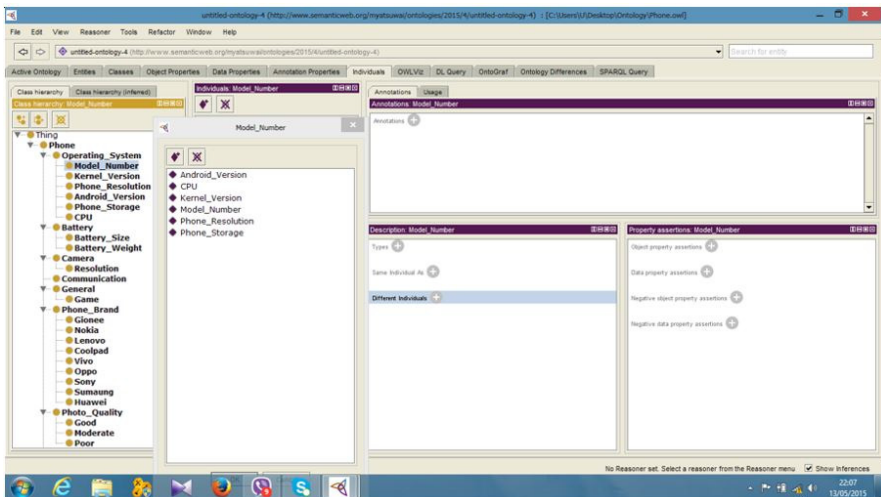 untitled-ontology-4 (http://www.semanticweb.org/myatsuwai/ontologies/2015/4/untitled-ontology-4) : [C:\Users\U\Desktop\Ontology\Phone.owl]
File Edit View Reasoner Tools Refactor Window Help
untitled-ontology-4 (http://www.semanticweb.org/myatsuwai/ontologies/2015/4/untitled-ontology-4)
Search for entity
Active Ontology Entities Classes Object Properties Data Properties Annotation Properties Individuals OWLViz DL Query OntoGraf Ontology Differences SPARQL Query
Class hierarchy Class hierarchy (inferred)
Class hierarchy: Model_Number
Thing
Phone
Operating_System
Model_Number
Kernel_Version
Phone_Resolution
Android_Version
Phone_Storage
CPU
Battery
Battery_Size
Battery_Weight
Camera
Resolution
Communication
General
Game
Phone_Brand
Gionee
Nokia
Lenovo
Coolpad
Vivo
Oppo
Sony
Sumaung
Huawei
Photo_Quality
Good
Moderate
Poor
Individuals: Model_Number
Model_Number
Android_Version
CPU
Kernel_Version
Model_Number
Phone_Resolution
Phone_Storage
Annotations Usage
Annotations: Model_Number
Annotations
Description: Model_Number
Types
Same Individual As
Different Individuals
Property assertions: Model_Number
Object property assertions
Data property assertions
Negative object property assertions
Negative data property assertions
No Reasoner set. Select a reasoner from the Reasoner menu Show Inferences
22:07
13/05/2015